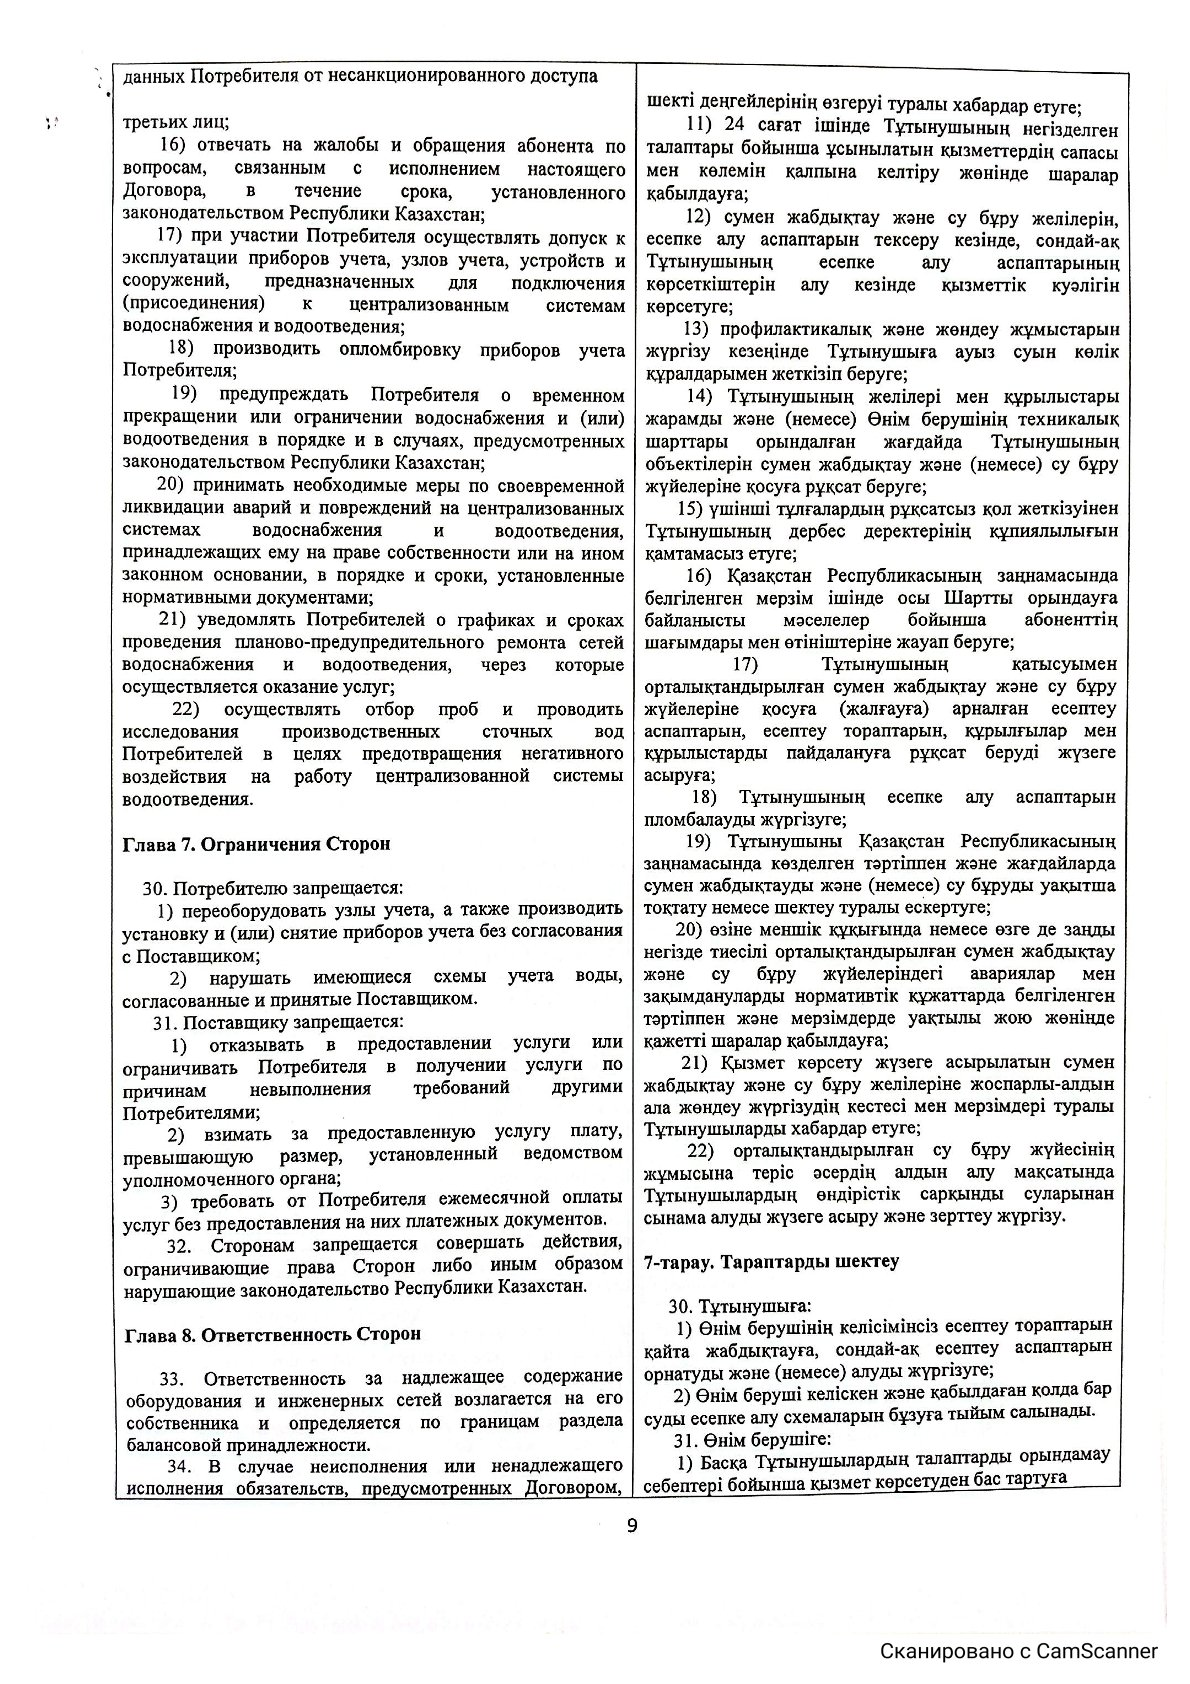 данных Потребителя от несанкционированного доступа
третьих лиц;
16) отвечать на жалобы и обращения абонента по
вопросам, связанным с исполнением настоящего
Договора, в течение срока, установленного
законодательством Республики Казахстан;
17) при участии Потребителя осуществлять допуск к
эксплуатации приборов учета, узлов учета, устройств и
сооружений, предназначенных для подключения
(присоединения) к централизованным системам
водоснабжения и водоотведения;
18) производить опломбировку приборов учета
Потребителя;
19) предупреждать Потребителя о временном
прекращении или ограничении водоснабжения и (или)
водоотведения в порядке и в случаях, предусмотренных
законодательством Республики Казахстан;
20) принимать необходимые меры по своевременной
ликвидации аварий и повреждений на централизованных
системах водоснабжения и водоотведения,
принадлежащих ему на праве собственности или на ином
законном основании, в порядке и сроки, установленные
нормативными документами;
21) уведомлять Потребителей о графиках и сроках
проведения планово-предупредительного ремонта сетей
водоснабжения и водоотведения, через которые
осуществляется оказание услуг;
22) осуществлять отбор проб и проводить
исследования производственных сточных вод
Потребителей в целях предотвращения негативного
воздействия на работу централизованной системы
водоотведения.
Глава 7. Ограничения Сторон
30. Потребителю запрещается:
1) переоборудовать узлы учета, а также производить
установку и (или) снятие приборов учета без согласования
с Поставщиком;
2) нарушать имеющиеся схемы учета воды,
согласованные и принятые Поставщиком.
31. Поставщику запрещается:
1) отказывать в предоставлении услуги или
ограничивать Потребителя в получении услуги по
причинам невыполнения требований другими
Потребителями;
2) взимать за предоставленную услугу плату,
превышающую размер, установленный ведомством
уполномоченного органа;
3) требовать от Потребителя ежемесячной оплаты
услуг без предоставления на них платежных документов.
32. Сторонам запрещается совершать действия,
ограничивающие права Сторон либо иным образом
нарушающие законодательство Республики Казахстан.
Глава 8. Ответственность Сторон
33. Ответственность за надлежащее содержание
оборудования и инженерных сетей возлагается на его
собственника и определяется по границам раздела
балансовой принадлежности.
34. В случае неисполнения или ненадлежащего
исполнения обязательств, предусмотренных Договором,
шекті деңгейлерінің өзгеруі туралы хабардар етуге;
11) 24 сағат ішінде Тұтынушының негізделген
талаптары бойынша ұсынылатын қызметтердің сапасы
мен көлемін қалпына келтіру жөнінде шаралар
қабылдауға;
12) сумен жабдықтау және су бұру желілерін,
есепке алу аспаптарын тексеру кезінде, сондай-ақ
Тұтынушының есепке алу аспаптарының
көрсеткіштерін алу кезінде қызметтік куәлігін
көрсетуге;
13) профилактикалық және жөндеу жұмыстарын
жүргізу кезеңінде Тұтынушыға ауыз суын көлік
құралдарымен жеткізіп беруге;
14) Тұтынушының желілері мен құрылыстары
жарамды және (немесе) Өнім берушінің техникалық
шарттары орындалған жағдайда Тұтынушының
объектілерін сумен жабдықтау және (немесе) су бұру
жүйелеріне қосуға рұқсат беруге;
15) үшінші тұлғалардың рұқсатсыз қол жеткізуінен
Тұтынушының дербес деректерінің құпиялылығын
қамтамасыз етуге;
16) Қазақстан Республикасының заңнамасында
белгіленген мерзім ішінде осы Шартты орындауға
байланысты мәселелер бойынша абоненттің
шағымдары мен өтініштеріне жауап беруге;
17) Тұтынушының қатысуымен
орталықтандырылған сумен жабдықтау және су бұру
жүйелеріне қосуға (жалғауға) арналған есептеу
аспаптарын, есептеу тораптарын, құрылғылар мен
құрылыстарды пайдалануға рұқсат беруді жүзеге
асыруға;
18) Тұтынушының есепке алу аспаптарын
пломбалауды жүргізуге;
19) Тұтынушыны Қазақстан Республикасының
заңнамасында көзделген тәртіппен және жағдайларда
сумен жабдықтауды және (немесе) су бұруды уақытша
тоқтату немесе шектеу туралы ескертуге;
20) өзіне меншік құқығында немесе өзге де заңды
негізде тиесілі орталықтандырылған сумен жабдықтау
және су бұру жүйелеріндегі авариялар мен
зақымдануларды нормативтік құжаттарда белгіленген
тәртіппен және мерзімдерде уақтылы жою жөнінде
қажетті шаралар қабылдауға;
21) Қызмет көрсету жүзеге асырылатын сумен
жабдықтау және су бұру желілеріне жоспарлы-алдын
ала жөндеу жүргізудің кестесі мен мерзімдері туралы
Тұтынушыларды хабардар етуге;
22) орталықтандырылған су бұру жүйесінің
жұмысына теріс әсердің алдын алу мақсатында
Тұтынушылардың өндірістік сарқынды суларынан
сынама алуды жүзеге асыру және зерттеу жүргізу.
7-тарау. Тараптарды шектеу
30. Тұтынушыға:
1) Өнім берушінің келісімінсіз есептеу тораптарын
қайта жабдықтауға, сондай-ақ есептеу аспаптарын
орнатуды және (немесе) алуды жүргізуге;
2) Өнім беруші келіскен және қабылдаған қолда бар
суды есепке алу схемаларын бұзуға тыйым салынады.
31. Өнім берушіге:
1) Басқа Тұтынушылардың талаптарды орындамау
себептері бойынша қызмет көрсетуден бас тартуға
9
Сканировано с CamScanner